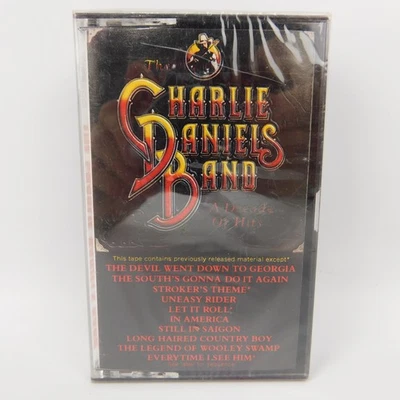 The
CHARLIE
DANIELS
BAND
A Decade
Of Hits
This tape contains previously released material except*
THE DEVIL WENT DOWN TO GEORGIA
THE SOUTH'S GONNA DO IT AGAIN
STROKER'S THEME*
UNEASY RIDER
LET IT ROLL*
IN AMERICA
STILL IN SAIGON
LONG HAIRED COUNTRY BOY
THE LEGEND OF WOOLEY SWAMP
EVERYTIME I SEE HIM*